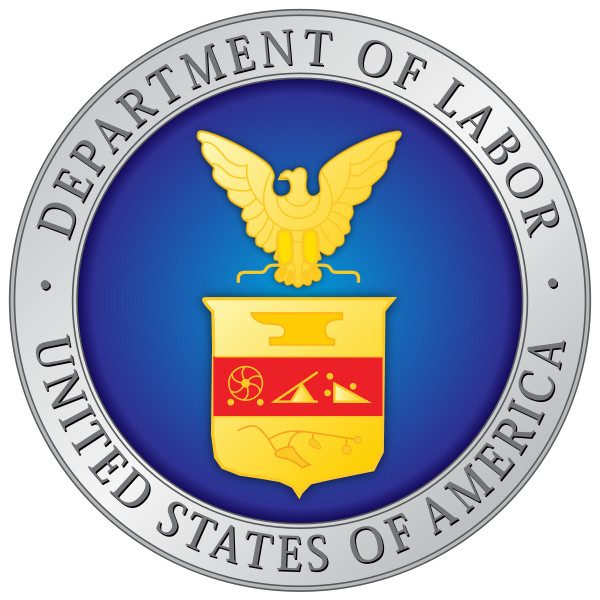 DEPARTMENT OF LABOR
UNITED STATES OF AMERICA